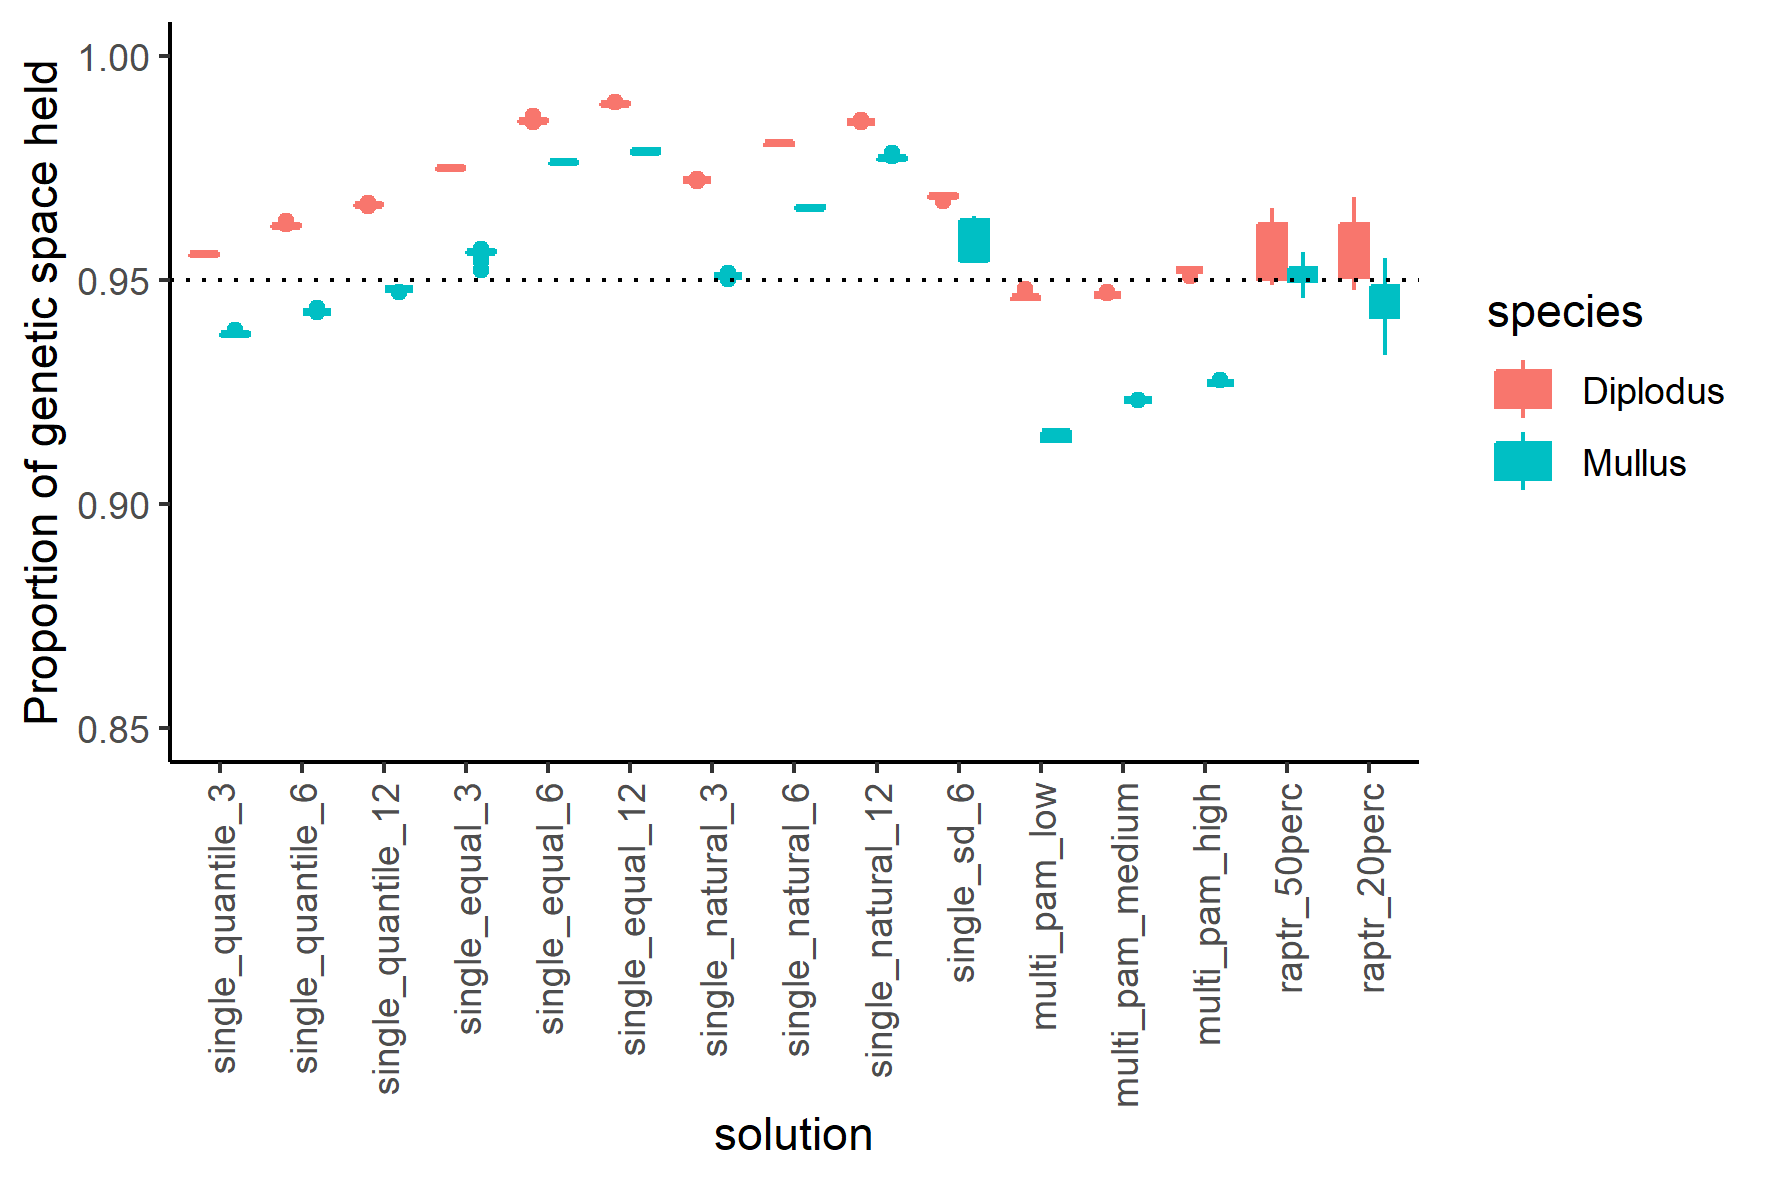 Proportion of genetic space held
1.00
0.95
0.90
0.85
single_quantile_3
single_quantile_6
single_quantile_12
single_equal_3
single_equal_6
single_equal_12
single_natural_3
single_natural_6
single_natural_12
single_sd_6
multi_pam_low
multi_pam_medium
multi_pam_high
raptr_50perc
raptr_20perc
solution
species
Diplodus
Mullus